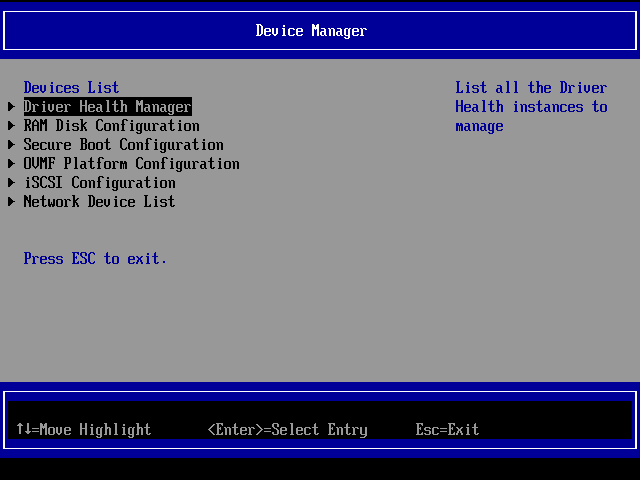 Device Manager
Devices List
Driver Health Manager
RAM Disk Configuration
Secure Boot Configuration
OVMF Platform Configuration
iSCSI Configuration
Network Device List
Press ESC to exit.
List all the Driver
Health instances to
manage
↑↓=Move Highlight <Enter>=Select Entry Esc=Exit